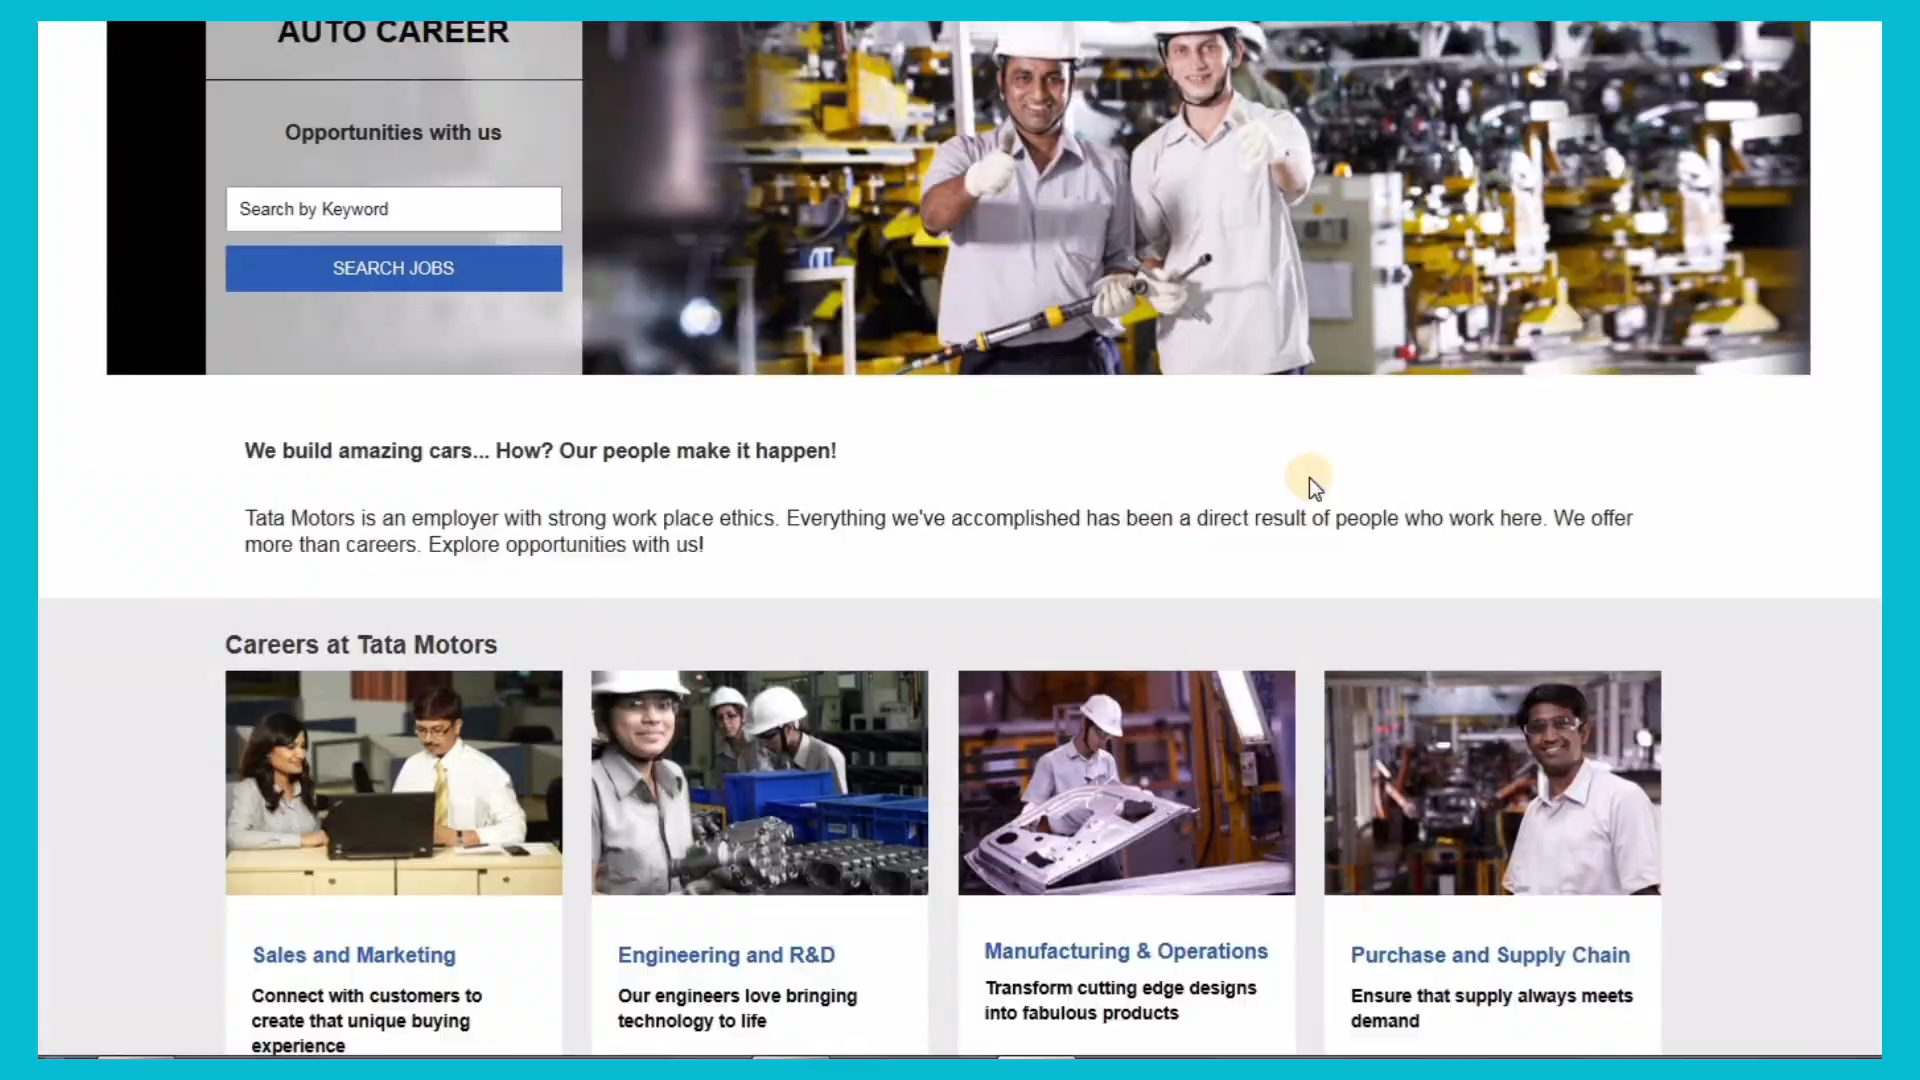 AUTO CAREER
Opportunities with us
Search by Keyword
SEARCH JOBS
We build amazing cars... How? Our people make it happen!
Tata Motors is an employer with strong work place ethics. Everything we've accomplished has been a direct result of people who work here. We offer
more than careers. Explore opportunities with us!
Careers at Tata Motors
Sales and Marketing
Connect with customers to
create that unique buying
experience
Engineering and R&D
Our engineers love bringing
technology to life
Manufacturing & Operations
Transform cutting edge designs
into fabulous products
Purchase and Supply Chain
Ensure that supply always meets
demand